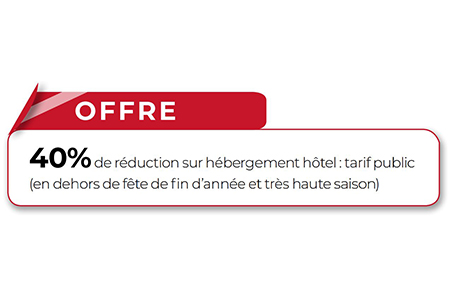 OFFRE
40% de réduction sur hébergement hôtel : tarif public
(en dehors de fête de fin d'année et très haute saison)